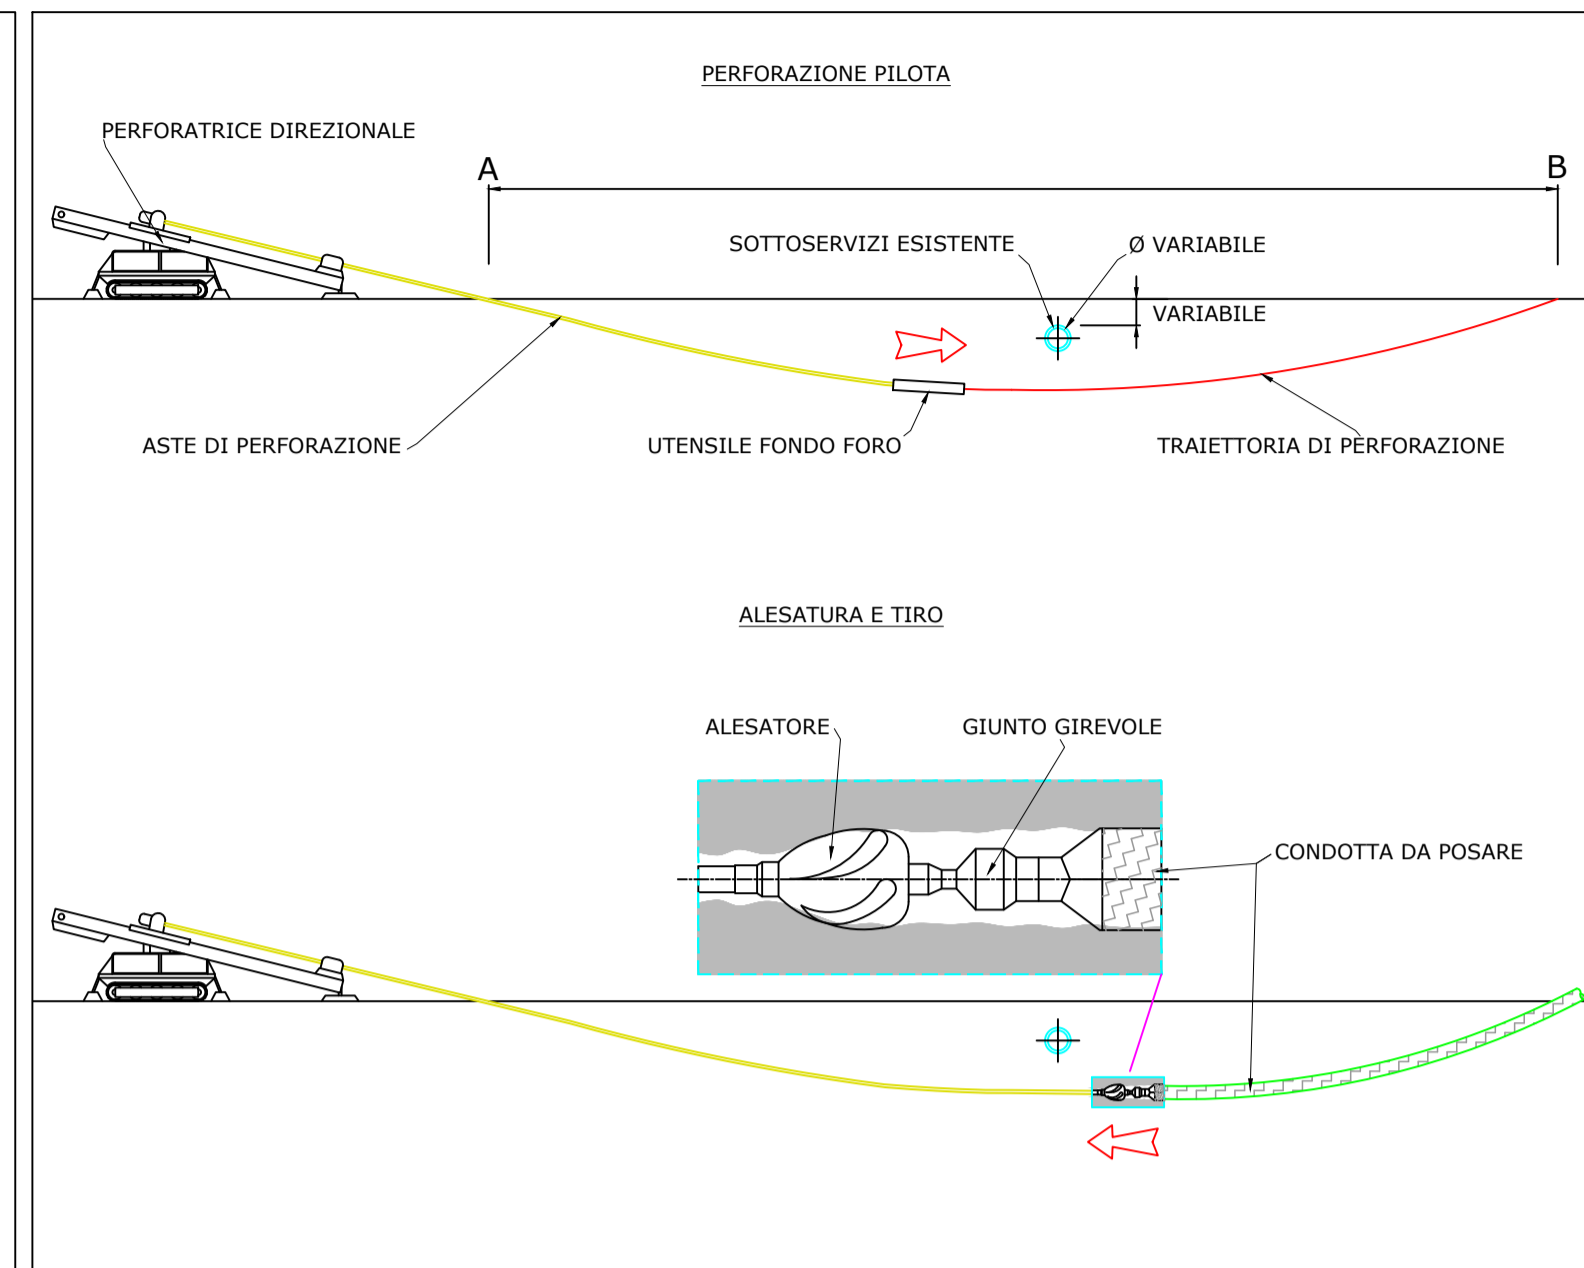 PERFORAZIONE PILOTA
PERFORATRICE DIREZIONALE
A
B
SOTTOSERVIZI ESISTENTE
Ø VARIABILE
VARIABILE
ASTE DI PERFORAZIONE
UTENSILE FONDO FORO
TRAIETTORIA DI PERFORAZIONE
ALESATURA E TIRO
ALESATORE
GIUNTO GIREVOLE
CONDOTTA DA POSARE